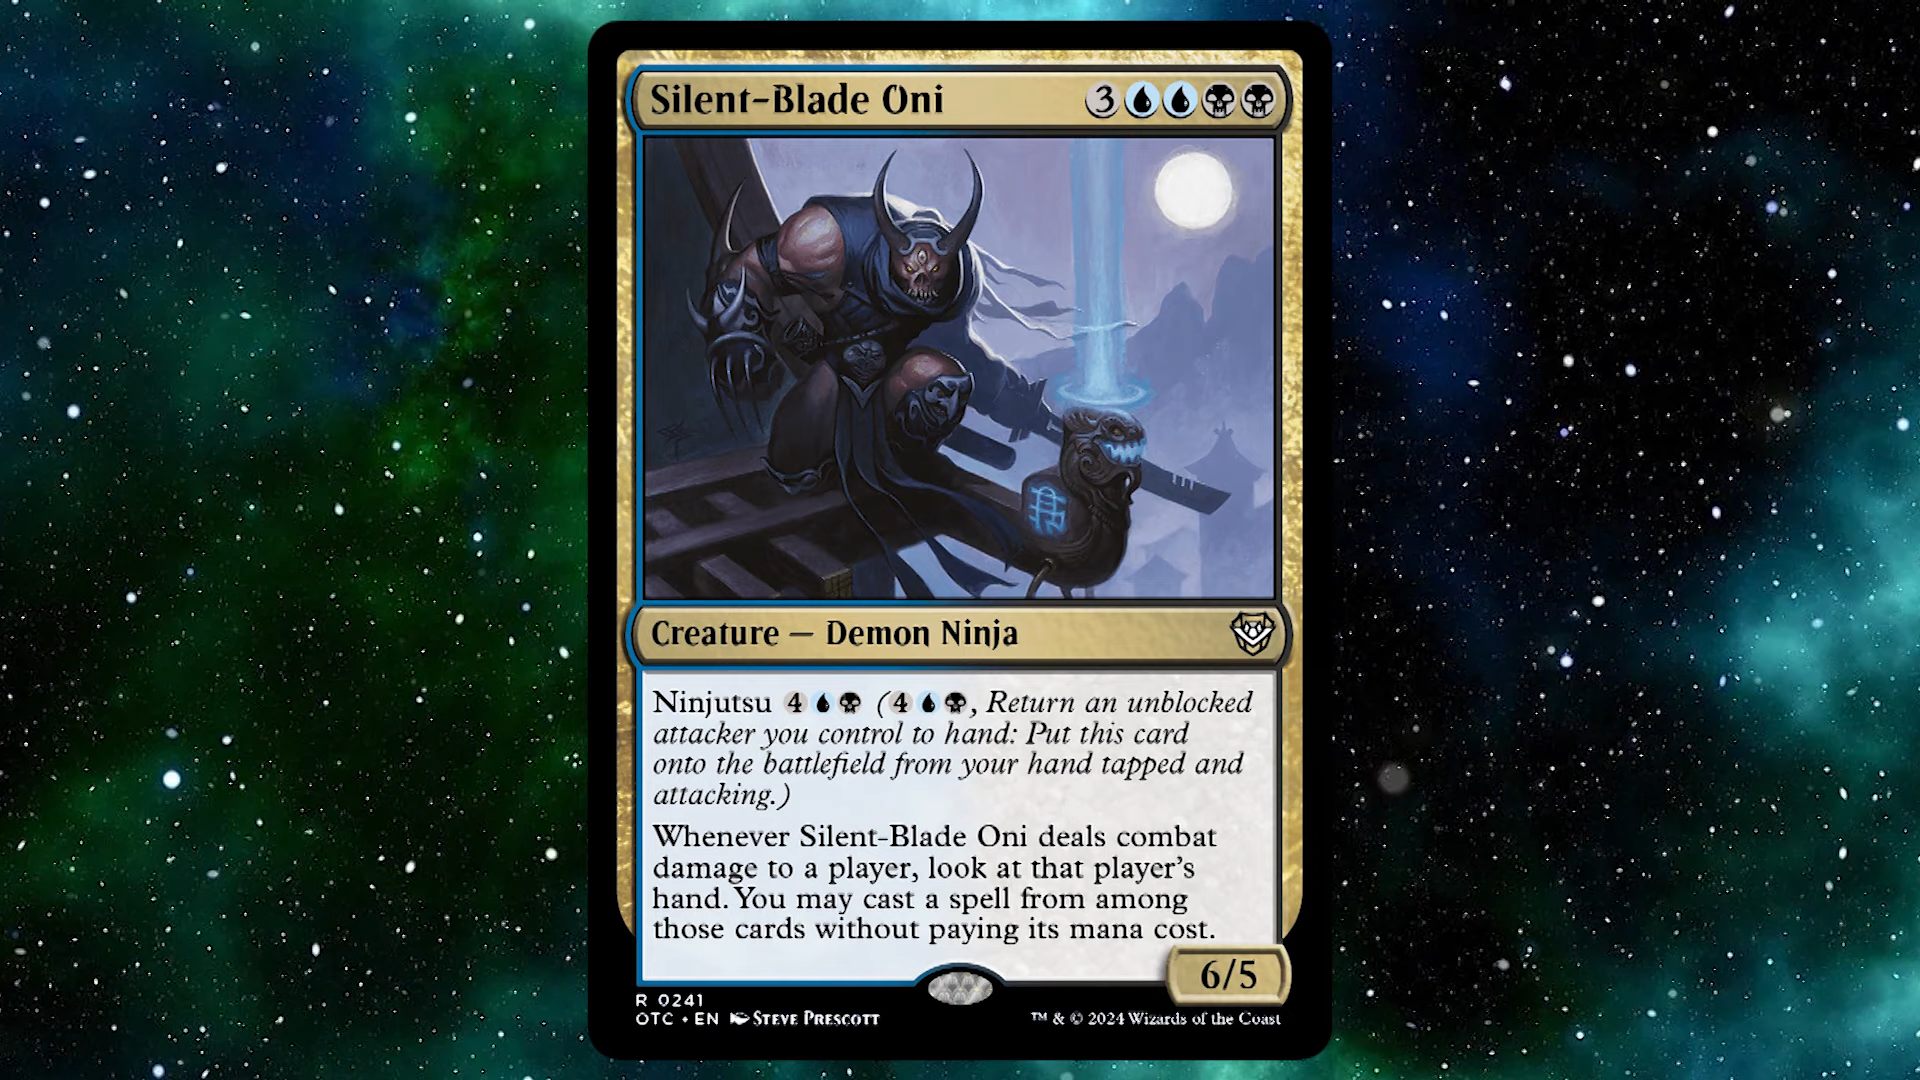 Silent-Blade Oni 3
Creature — Demon Ninja
Ninjutsu 4 (4, Return an unblocked
attacker you control to hand: Put this card
onto the battlefield from your hand tapped and
attacking.)
Whenever Silent-Blade Oni deals combat
damage to a player, look at that player's
hand. You may cast a spell from among
those cards without paying its mana cost.
6/5
R 0241
OTC • EN STEVE PRESCOTT
™ & © 2024 Wizards of the Coast